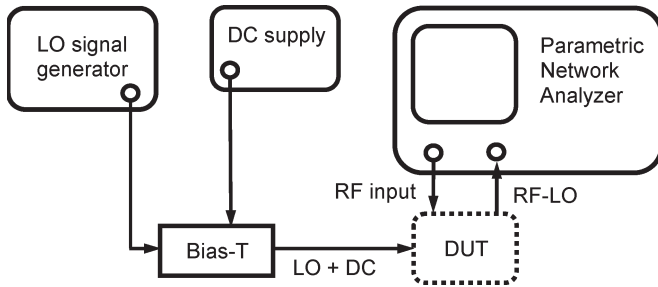 LO signal
generator
DC supply
Parametric
Network
Analyzer
RF input
RF-LO
Bias-T
LO + DC
DUT